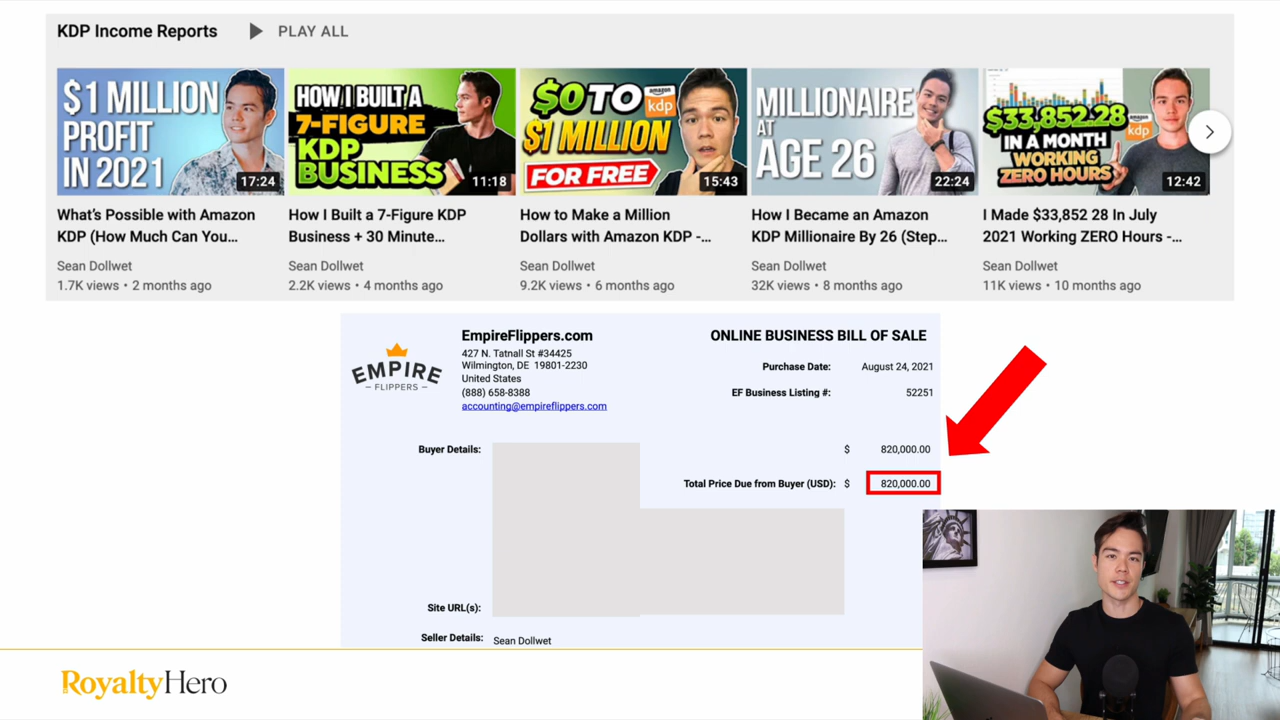 KDP Income Reports PLAY ALL
$1 MILLION
PROFIT
IN 2021
17:24
HOW I BUILT A
7-FIGURE
KDP
BUSINESS
11:18
$0 TO
amazon
kdp
$1 MILLION
FOR FREE
15:43
MILLIONAIRE
AT
AGE 26
22:24
$33,852.28
amazon
kdp
IN A MONTH
WORKING
ZERO HOURS
12:42
What's Possible with Amazon
KDP (How Much Can You...
Sean Dollwet
1.7K views • 2 months ago
How I Built a 7-Figure KDP
Business + 30 Minute...
Sean Dollwet
2.2K views • 4 months ago
How to Make a Million
Dollars with Amazon KDP -...
Sean Dollwet
9.2K views • 6 months ago
How I Became an Amazon
KDP Millionaire By 26 (Step...
Sean Dollwet
32K views • 8 months ago
I Made $33,852 28 In July
2021 Working ZERO Hours -...
Sean Dollwet
11K views • 10 months ago
EMPIRE
– FLIPPERS –
EmpireFlippers.com
427 N. Tatnall St #34425
Wilmington, DE 19801-2230
United States
(888) 658-8388
accounting@empireflippers.com
ONLINE BUSINESS BILL OF SALE
Purchase Date: August 24, 2021
EF Business Listing #: 52251
Buyer Details: $ 820,000.00
Total Price Due from Buyer (USD): $ 820,000.00
Site URL(s):
Seller Details: Sean Dollwet
RoyaltyHero